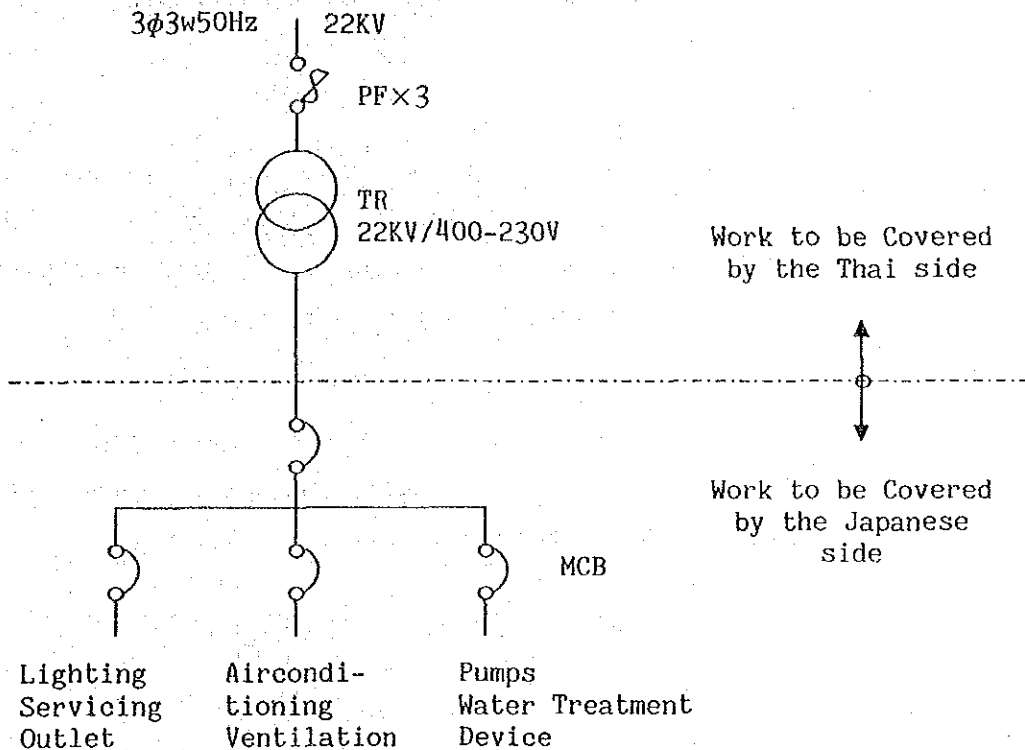 3φ3w50Hz 22KV
PF×3
TR
22KV/400-230V
Work to be Covered
by the Thai side
Work to be Covered
by the Japanese
side
MCB
Lighting
Servicing
Outlet
Aircondi-
tioning
Ventilation
Pumps
Water Treatment
Device